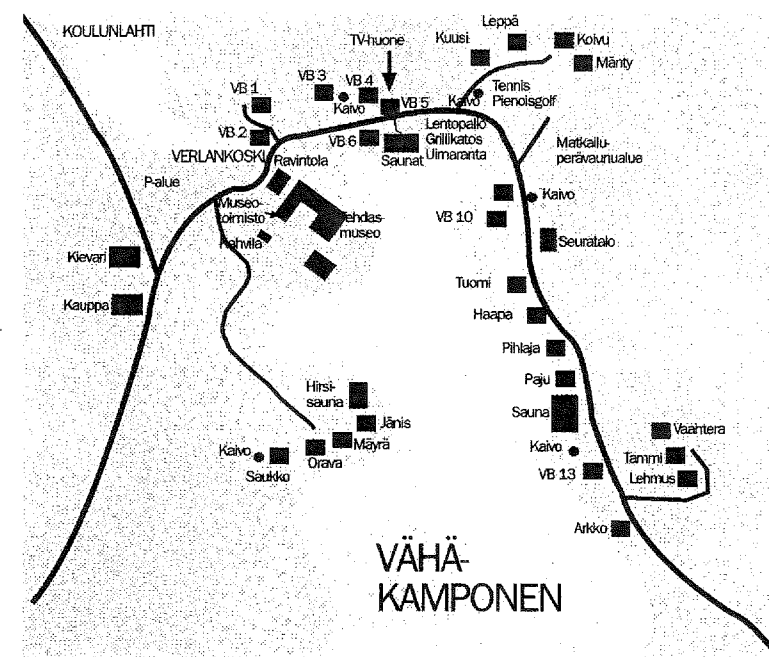 KOULUNLAHTI
Leppä
Kuusi
Koivu
Mänty
TV-huone
VB 1
VB 3
VB 4
Kaivo
VB 5
Kaivo
Tennis
Pienoisgolf
VB 2
VB 6
Saunat
Lentopallo
Grillikatos
Uimaranta
Matkailu-
perävaunualue
VERLANKOSKI
Ravintola
P-alue
Museo-
toimisto
Tehdas-
museo
Kahvila
Kaivo
VB 10
Seuratalo
Kievari
Kauppa
Tuomi
Haapa
Pihlaja
Paju
Sauna
Hirsi-
sauna
Jänis
Mäyrä
Orava
Kaivo
Saukko
Kaivo
VB 13
Vaahtera
Tammi
Lehmus
Arkko
VÄHÄ-
KAMPONEN